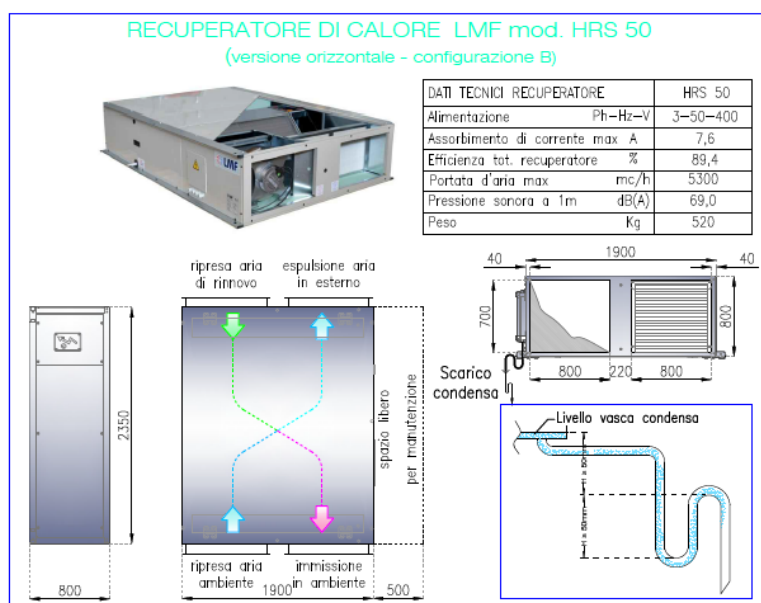 RECUPERATORE DI CALORE LMF mod. HRS 50
(versione orizzontale - configurazione B)
DATI TECNICI RECUPERATORE HRS 50
Alimentazione Ph-Hz-V 3-50-400
Assorbimento di corrente max A 7,6
Efficienza tot. recuperatore % 89,4
Portata d'aria max mc/h 5300
Pressione sonora a 1m dB(A) 69,0
Peso Kg 520
LMF
ripresa aria
di rinnovo
espulsione aria
in esterno
2350
800
spazio libero
per manutenzione
ripresa aria
ambiente
immissione
in ambiente
1900
500
1900
40
40
700
800
800
220
800
Scarico
condensa
Livello vasca condensa
H ≥ 50mm
H ≥ 50mm